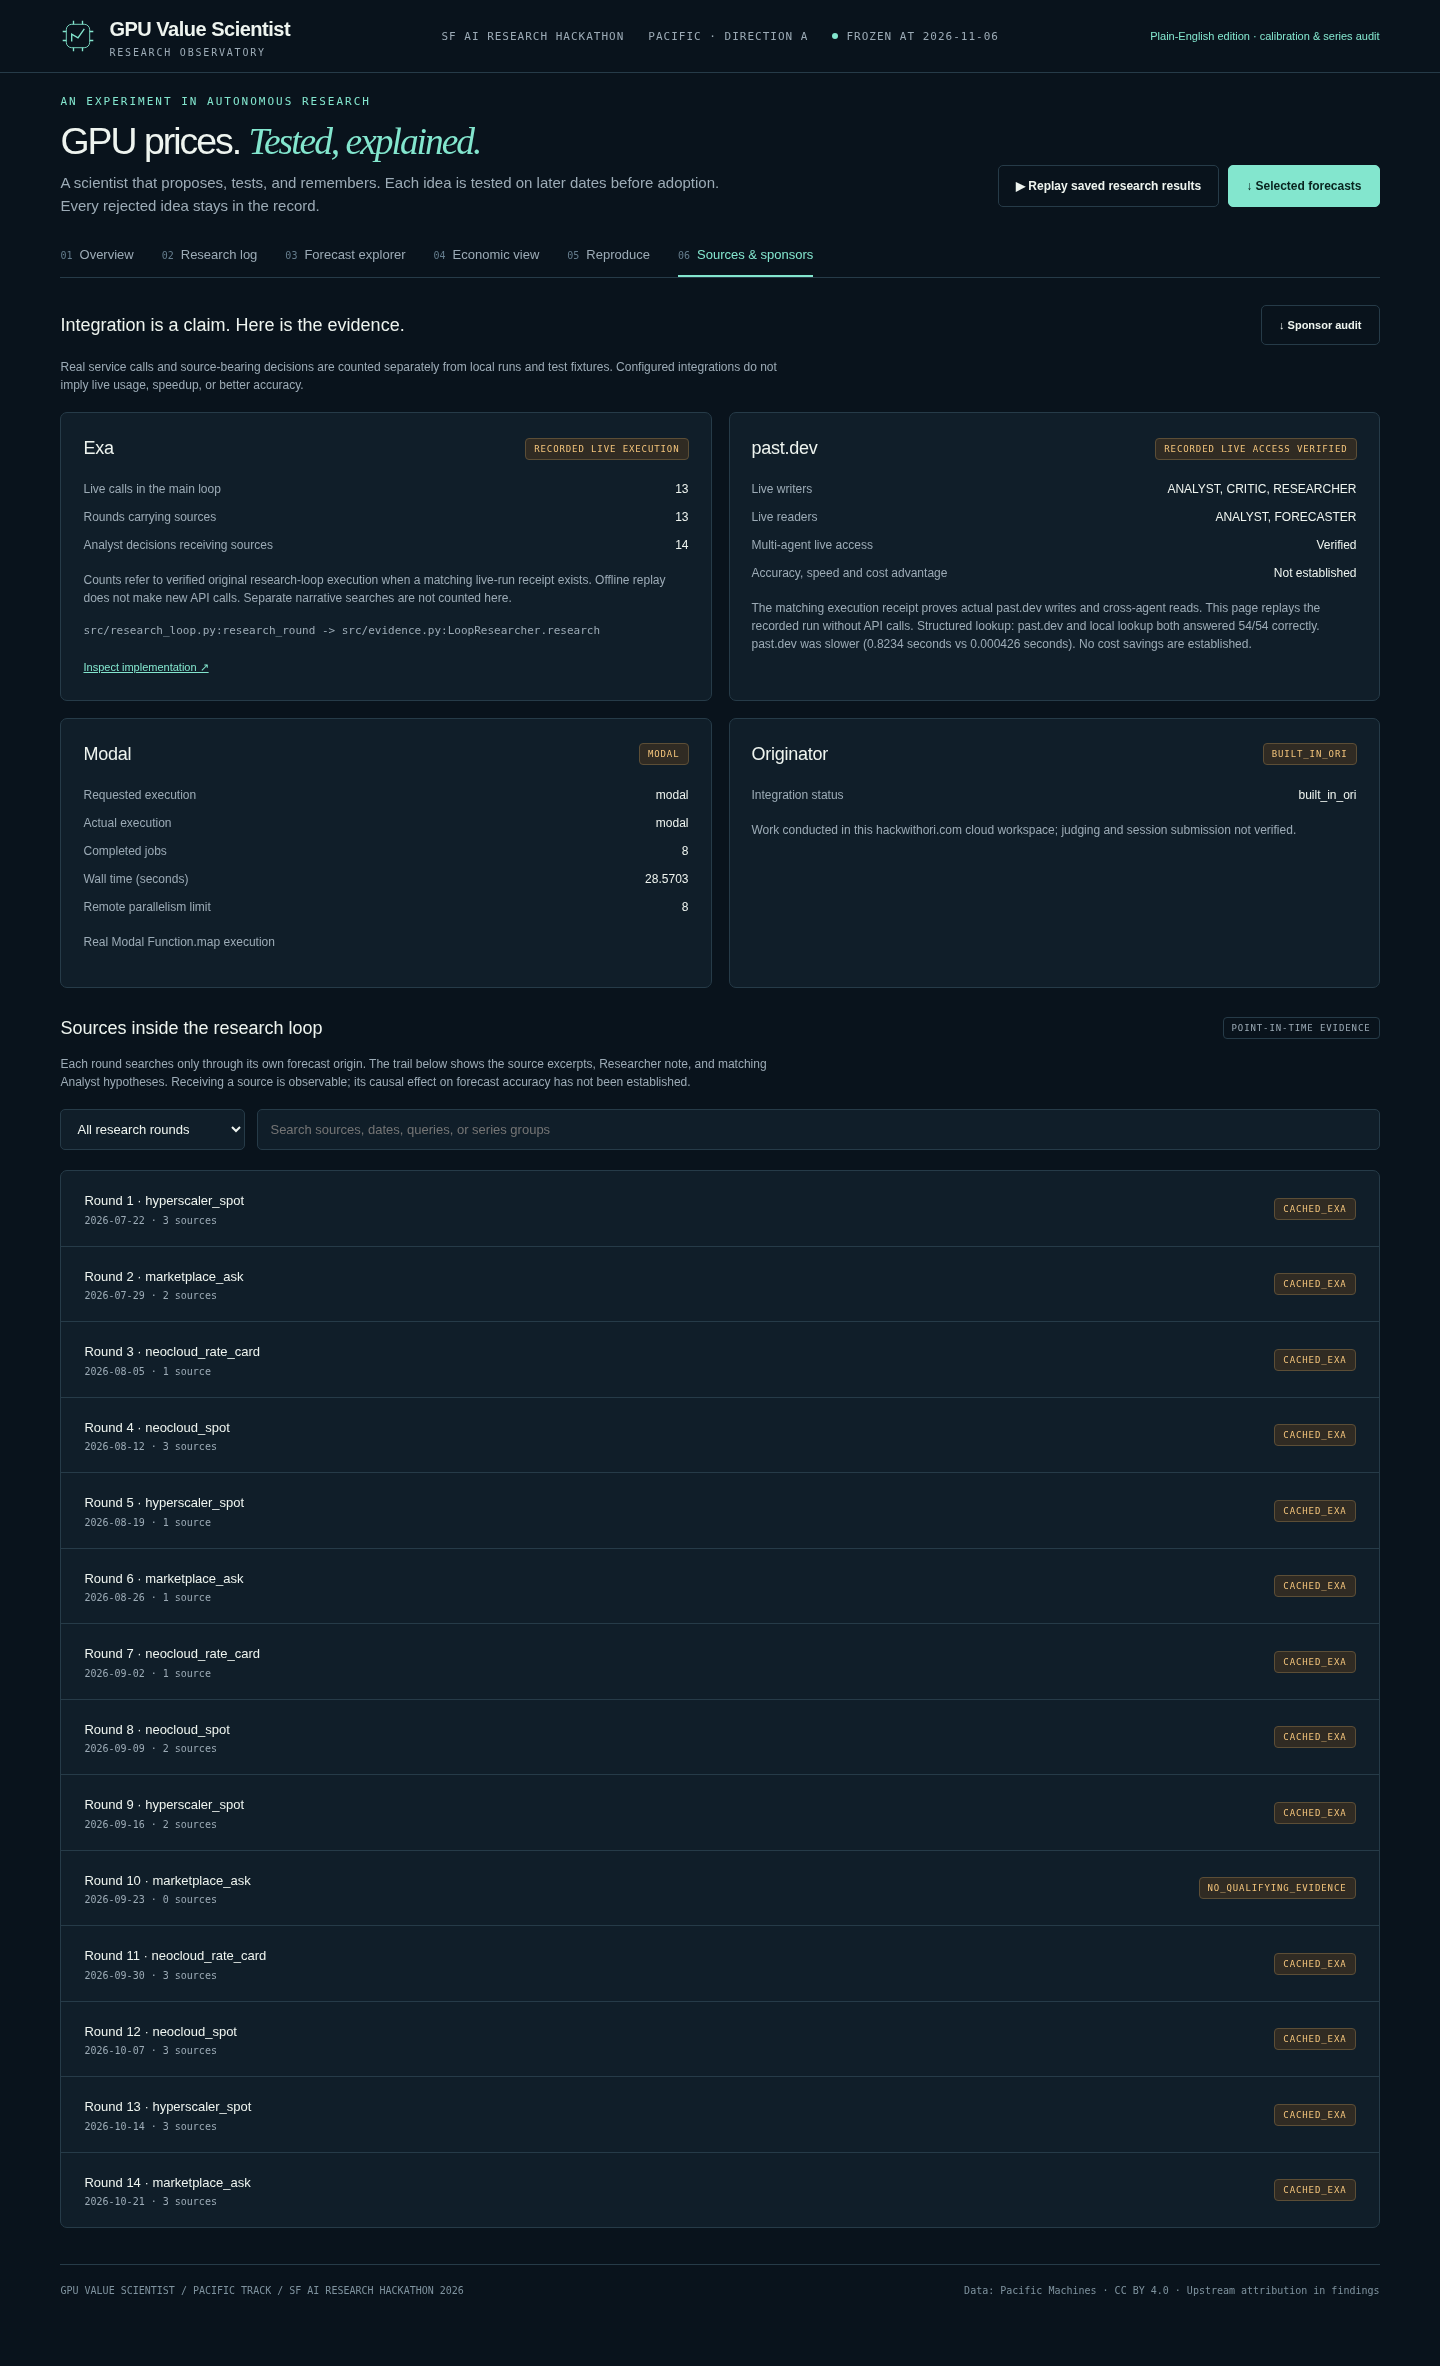 GPU Value Scientist
RESEARCH OBSERVATORY
SF AI RESEARCH HACKATHON
PACIFIC · DIRECTION A
FROZEN AT 2026-11-06
Plain-English edition · calibration & series audit
AN EXPERIMENT IN AUTONOMOUS RESEARCH
GPU prices. Tested, explained.
A scientist that proposes, tests, and remembers. Each idea is tested on later dates before adoption.
Every rejected idea stays in the record.
▶ Replay saved research results
↓ Selected forecasts
01 Overview
02 Research log
03 Forecast explorer
04 Economic view
05 Reproduce
06 Sources & sponsors
Integration is a claim. Here is the evidence.
↓ Sponsor audit
Real service calls and source-bearing decisions are counted separately from local runs and test fixtures. Configured integrations do not
imply live usage, speedup, or better accuracy.
Exa
RECORDED LIVE EXECUTION
Live calls in the main loop 13
Rounds carrying sources 13
Analyst decisions receiving sources 14
Counts refer to verified original research-loop execution when a matching live-run receipt exists. Offline replay
does not make new API calls. Separate narrative searches are not counted here.
src/research_loop.py:research_round -> src/evidence.py:LoopResearcher.research
Inspect implementation ↗
past.dev
RECORDED LIVE ACCESS VERIFIED
Live writers ANALYST, CRITIC, RESEARCHER
Live readers ANALYST, FORECASTER
Multi-agent live access Verified
Accuracy, speed and cost advantage Not established
The matching execution receipt proves actual past.dev writes and cross-agent reads. This page replays the
recorded run without API calls. Structured lookup: past.dev and local lookup both answered 54/54 correctly.
past.dev was slower (0.8234 seconds vs 0.000426 seconds). No cost savings are established.
Modal
MODAL
Requested execution modal
Actual execution modal
Completed jobs 8
Wall time (seconds) 28.5703
Remote parallelism limit 8
Real Modal Function.map execution
Originator
BUILT_IN_ORI
Integration status built_in_ori
Work conducted in this hackwithori.com cloud workspace; judging and session submission not verified.
Sources inside the research loop
POINT-IN-TIME EVIDENCE
Each round searches only through its own forecast origin. The trail below shows the source excerpts, Researcher note, and matching
Analyst hypotheses. Receiving a source is observable; its causal effect on forecast accuracy has not been established.
All research rounds
Search sources, dates, queries, or series groups
Round 1 · hyperscaler_spot
2026-07-22 · 3 sources
CACHED_EXA
Round 2 · marketplace_ask
2026-07-29 · 2 sources
CACHED_EXA
Round 3 · neocloud_rate_card
2026-08-05 · 1 source
CACHED_EXA
Round 4 · neocloud_spot
2026-08-12 · 3 sources
CACHED_EXA
Round 5 · hyperscaler_spot
2026-08-19 · 1 source
CACHED_EXA
Round 6 · marketplace_ask
2026-08-26 · 1 source
CACHED_EXA
Round 7 · neocloud_rate_card
2026-09-02 · 1 source
CACHED_EXA
Round 8 · neocloud_spot
2026-09-09 · 2 sources
CACHED_EXA
Round 9 · hyperscaler_spot
2026-09-16 · 2 sources
CACHED_EXA
Round 10 · marketplace_ask
2026-09-23 · 0 sources
NO_QUALIFYING_EVIDENCE
Round 11 · neocloud_rate_card
2026-09-30 · 3 sources
CACHED_EXA
Round 12 · neocloud_spot
2026-10-07 · 3 sources
CACHED_EXA
Round 13 · hyperscaler_spot
2026-10-14 · 3 sources
CACHED_EXA
Round 14 · marketplace_ask
2026-10-21 · 3 sources
CACHED_EXA
GPU VALUE SCIENTIST / PACIFIC TRACK / SF AI RESEARCH HACKATHON 2026
Data: Pacific Machines · CC BY 4.0 · Upstream attribution in findings